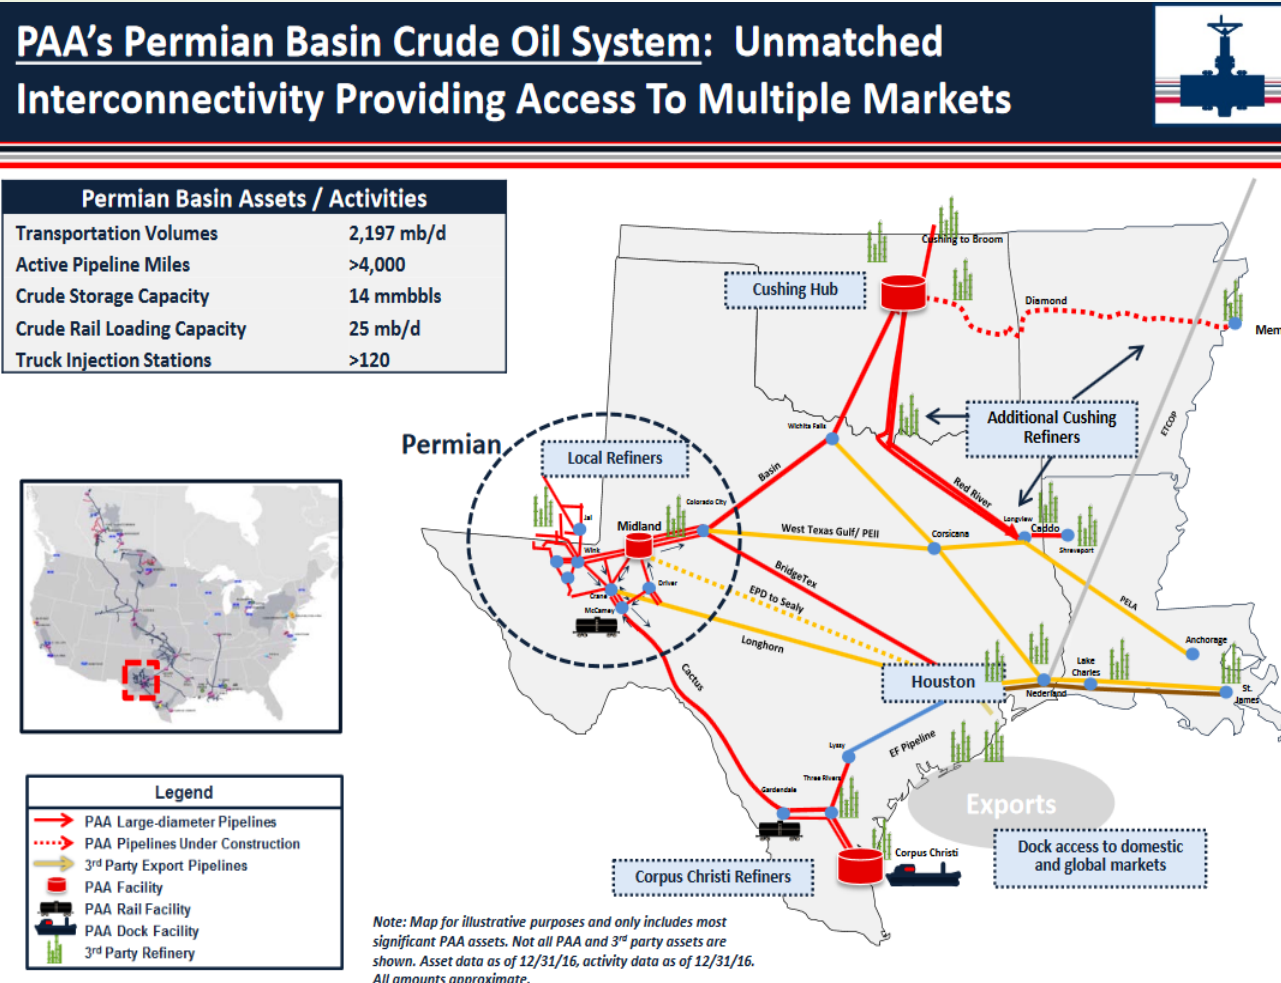 PAA's Permian Basin Crude Oil System: Unmatched
Interconnectivity Providing Access To Multiple Markets
Permian Basin Assets / Activities
Transportation Volumes 2,197 mb/d
Active Pipeline Miles >4,000
Crude Storage Capacity 14 mmbbls
Crude Rail Loading Capacity 25 mb/d
Truck Injection Stations >120
Cushing to Broom
Cushing Hub
Diamond
Mem
Additional Cushing
Refiners
ETCOP
Wichita Falls
Permian
Local Refiners
Basin
Red River
Colorado City
Jal
Midland
West Texas Gulf/ PEII
Corsicana
Longview
Caddo
Shreveport
Wink
BridgeTex
Driver
EPD to Sealy
Crane
McCamey
PELA
Longhorn
Anchorage
Cactus
Houston
Lake
Charles
Nederland
St.
James
Lyssy
EF Pipeline
Three Rivers
Gardendale
Exports
Corpus Christi
Dock access to domestic
and global markets
Corpus Christi Refiners
Legend
PAA Large-diameter Pipelines
PAA Pipelines Under Construction
3rd Party Export Pipelines
PAA Facility
PAA Rail Facility
PAA Dock Facility
3rd Party Refinery
Note: Map for illustrative purposes and only includes most
significant PAA assets. Not all PAA and 3rd party assets are
shown. Asset data as of 12/31/16, activity data as of 12/31/16.
All amounts approximate.